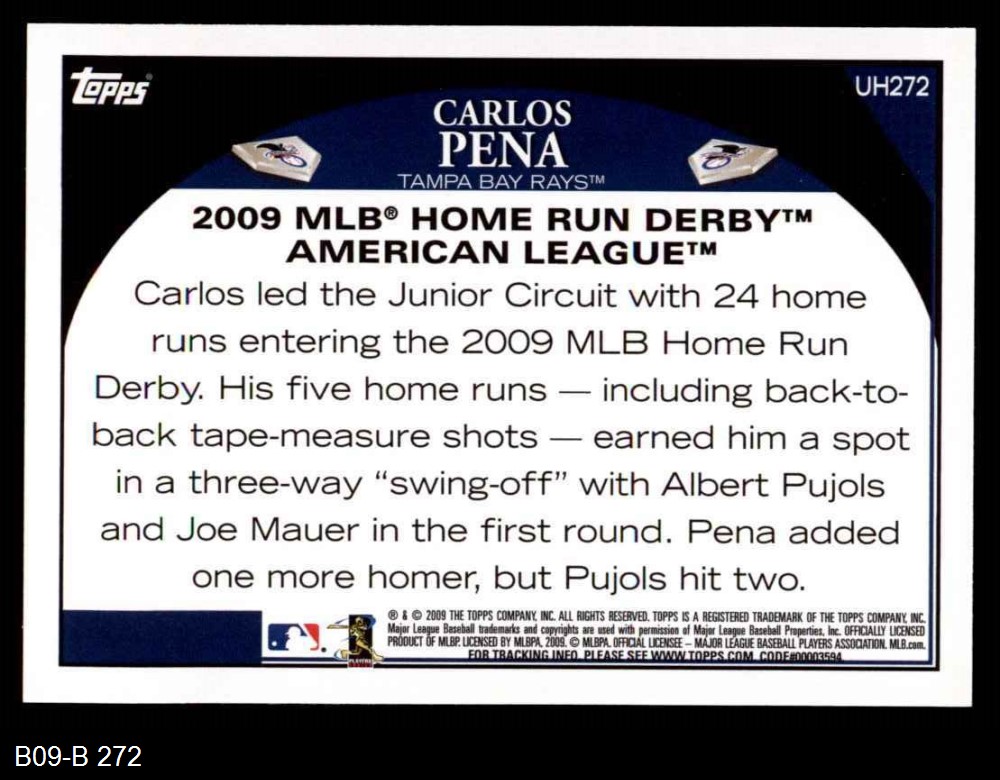 Topps
UH272
CARLOS
PENA
TAMPA BAY RAYS™
2009 MLB® HOME RUN DERBY™
AMERICAN LEAGUE™
Carlos led the Junior Circuit with 24 home
runs entering the 2009 MLB Home Run
Derby. His five home runs — including back-to-
back tape-measure shots — earned him a spot
in a three-way “swing-off” with Albert Pujols
and Joe Mauer in the first round. Pena added
one more homer, but Pujols hit two.
® & © 2009 THE TOPPS COMPANY, INC. ALL RIGHTS RESERVED. TOPPS IS A REGISTERED TRADEMARK OF THE TOPPS COMPANY, INC.
Major League Baseball trademarks and copyrights are used with permission of Major League Baseball Properties, Inc. OFFICIALLY LICENSED
PRODUCT OF MLBP. LICENSED BY MLBPA, 2009. © MLBPA. OFFICIAL LICENSEE – MAJOR LEAGUE BASEBALL PLAYERS ASSOCIATION. MLB.com.
FOR TRACKING INFO, PLEASE SEE WWW.TOPPS.COM. CODE#00003594
PLAYERS
B09-B 272